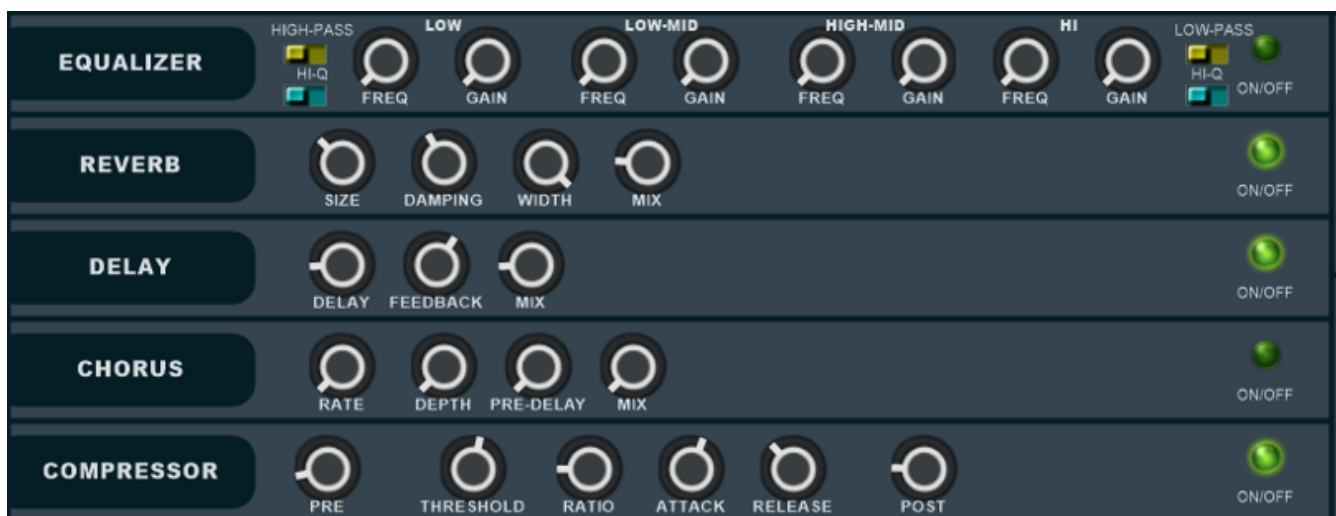 EQUALIZER
HIGH-PASS LOW LOW-MID HIGH-MID HI LOW-PASS
HI-Q HI-Q
FREQ GAIN FREQ GAIN FREQ GAIN FREQ GAIN ON/OFF
REVERB
SIZE DAMPING WIDTH MIX ON/OFF
DELAY
DELAY FEEDBACK MIX ON/OFF
CHORUS
RATE DEPTH PRE-DELAY MIX ON/OFF
COMPRESSOR
PRE THRESHOLD RATIO ATTACK RELEASE POST ON/OFF